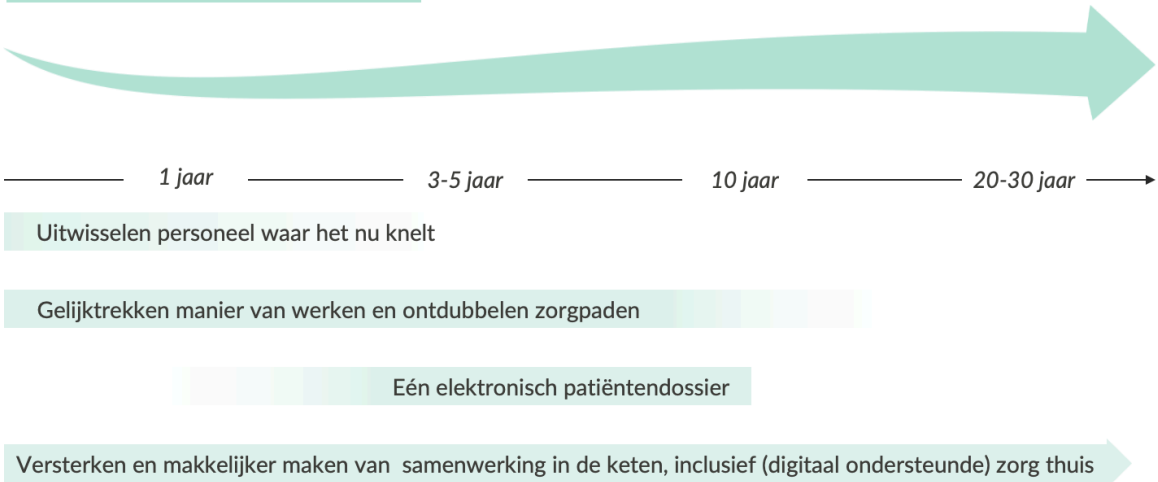 1 jaar
3-5 jaar
10 jaar
20-30 jaar
Uitwisselen personeel waar het nu knelt
Gelijktrekken manier van werken en ontdubbelen zorgpaden
Eén elektronisch patiëntendossier
Versterken en makkelijker maken van samenwerking in de keten, inclusief (digitaal ondersteunde) zorg thuis